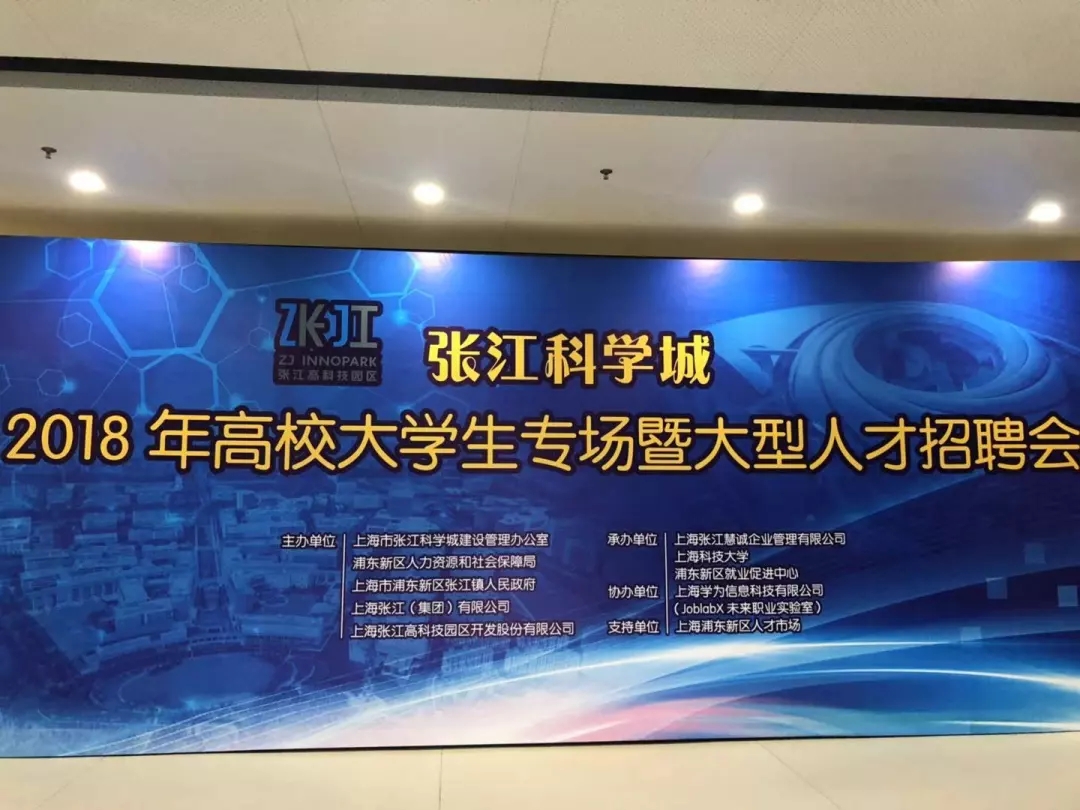 张江
ZJ INNOPARK
张江高科技园区
张江科学城
2018 年高校大学生专场暨大型人才招聘会
主办单位
上海市张江科学城建设管理办公室
浦东新区人力资源和社会保障局
上海市浦东新区张江镇人民政府
上海张江（集团）有限公司
上海张江高科技园区开发股份有限公司
承办单位 上海张江慧诚企业管理有限公司
上海科技大学
浦东新区就业促进中心
协办单位 上海学为信息科技有限公司
（JoblabX 未来职业实验室）
支持单位 上海浦东新区人才市场